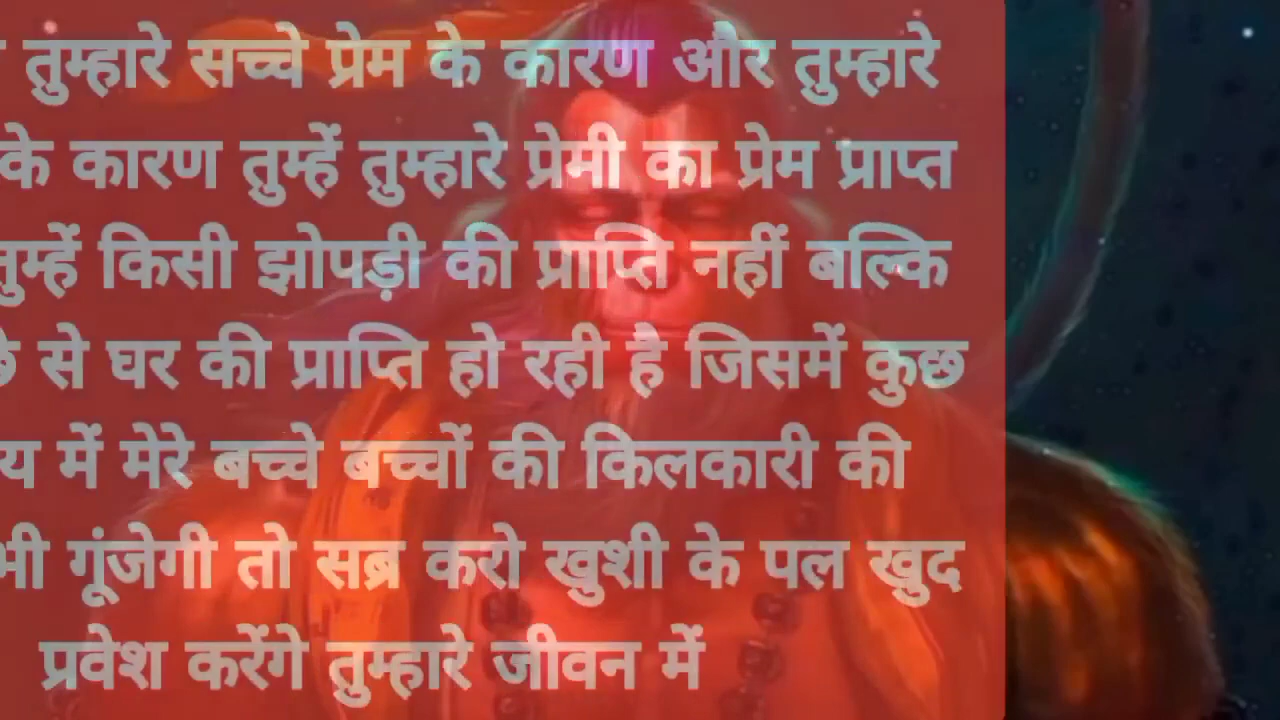 तुम्हारे सच्चे प्रेम के कारण और तुम्हारे
के कारण तुम्हें तुम्हारे प्रेमी का प्रेम प्राप्त
तुम्हें किसी झोपड़ी की प्राप्ति नहीं बल्कि
से घर की प्राप्ति हो रही है जिसमें कुछ
में मेरे बच्चे बच्चों की किलकारी की
भी गूंजेगी तो सब्र करो खुशी के पल खुद
प्रवेश करेंगे तुम्हारे जीवन में